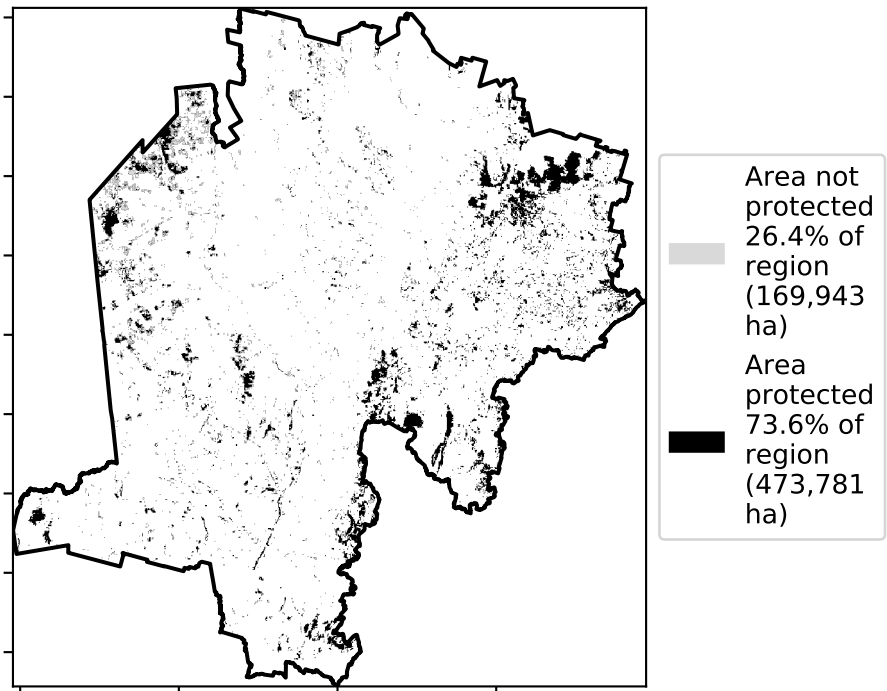 Area not
protected
26.4% of
region
(169,943
ha)
Area
protected
73.6% of
region
(473,781
ha)